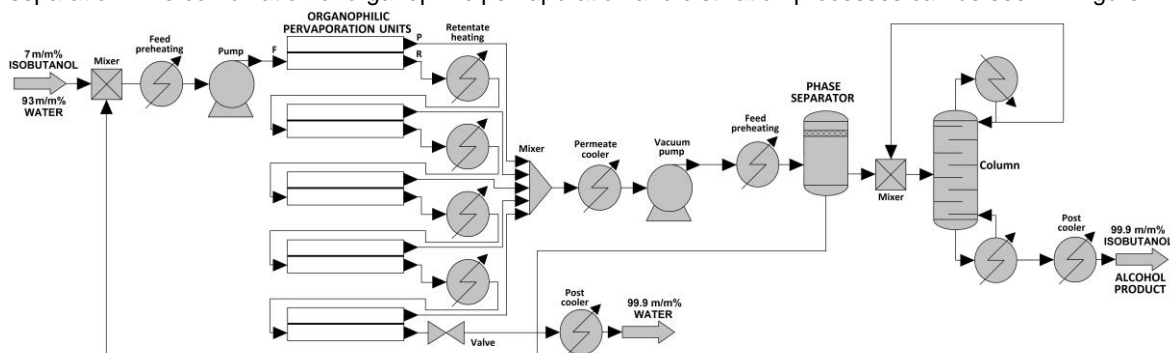 combination of organophilic pervaporation and distillation processes can be seen in Figure
ORGANOPHILIC
PERVAPORATION UNITS
Retentate
heating
Feed
preheating
Pump
F
P
R
7 m/m%
ISOBUTANOL
Mixer
93 m/m%
WATER
Mixer
Permeate
cooler
Vacuum
pump
Feed
preheating
PHASE
SEPARATOR
Mixer
Column
Post
cooler
99.9 m/m%
ISOBUTANOL
ALCOHOL
PRODUCT
Valve
Post
cooler
99.9 m/m%
WATER